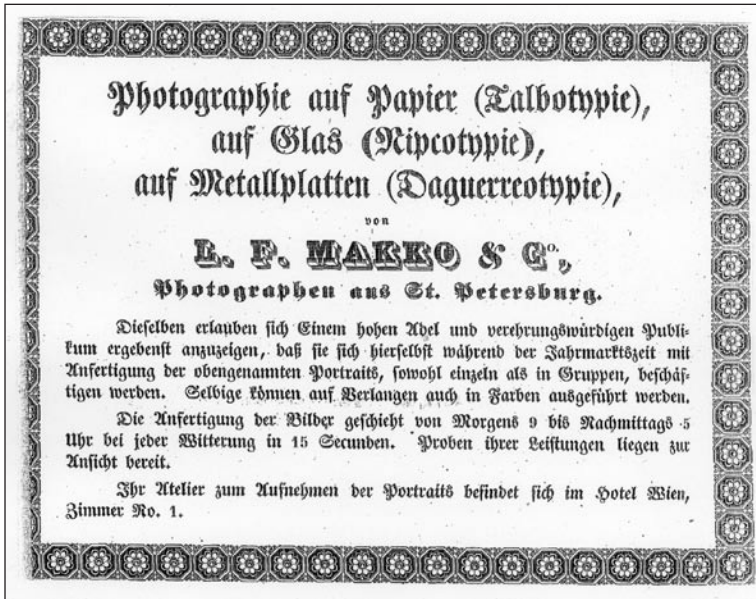 Photographie auf Papier (Talbotypie),
auf Glas (Nipcotypie),
auf Metallplatten (Daguerreotypie),
von
L. F. MAKKO & Co.,
Photographen aus St. Petersburg.
Dieselben erlauben sich Einem hohen Adel und verehrungswürdigen Publi-
kum ergebenst anzuzeigen, daß sie sich hierselbst während der Jahrmarktszeit mit
Anfertigung der obengenannten Portraits, sowohl einzeln als in Gruppen, beschäf-
tigen werden. Selbige können auf Verlangen auch in Farben ausgeführt werden.
Die Anfertigung der Bilder geschieht von Morgens 9 bis Nachmittags 5
Uhr bei jeder Witterung in 15 Secunden. Proben ihrer Leistungen liegen zur
Ansicht bereit.
Ihr Atelier zum Aufnehmen der Portraits befindet sich im Hotel Wien,
Zimmer No. 1.